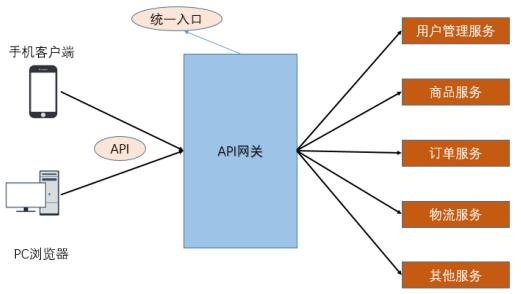 统一入口
手机客户端
API
PC浏览器
API网关
用户管理服务
商品服务
订单服务
物流服务
其他服务